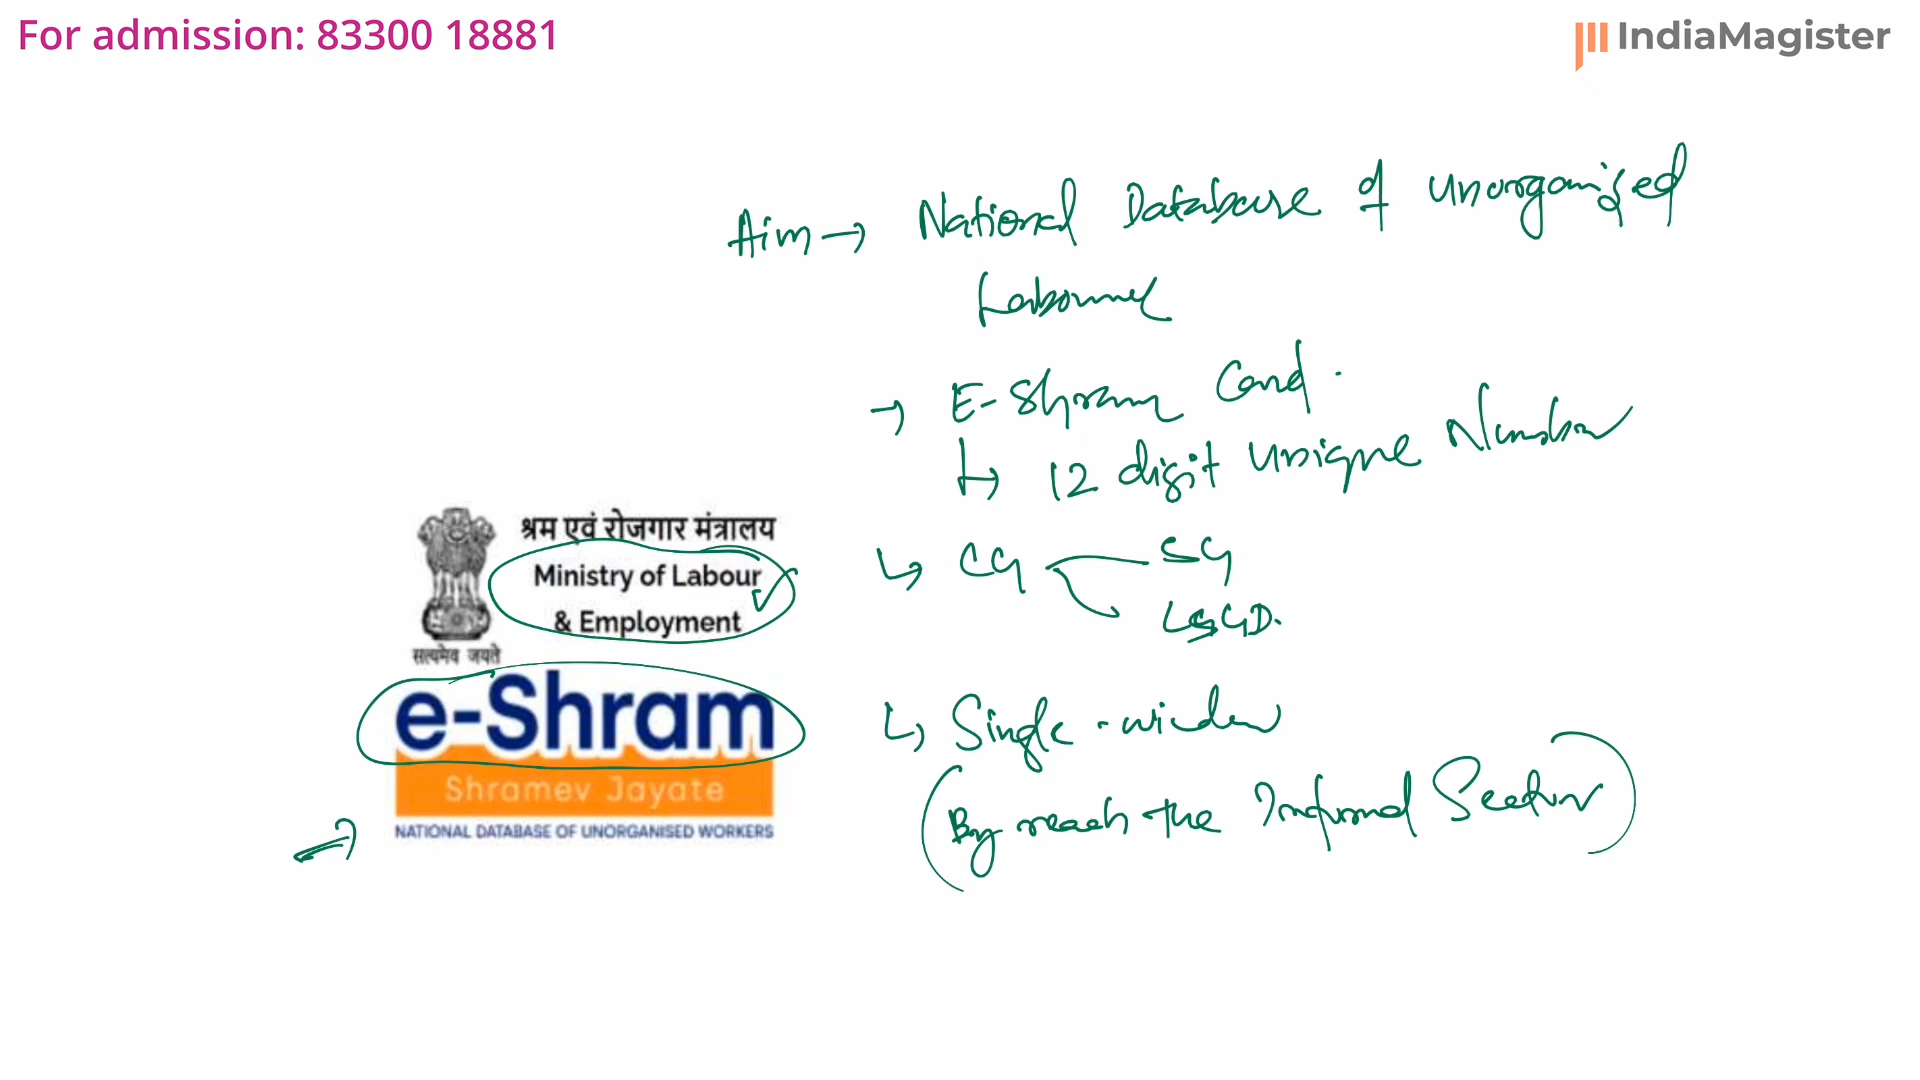 For admission: 83300 18881
IndiaMagister
Aim → National Database of unorganised
Labourer
→ E-Shram Card.
↳ 12 digit unique Number
श्रम एवं रोजगार मंत्रालय
Ministry of Labour
& Employment
सत्यमेव जयते
↳ CG SG
LSGD.
e-Shram
Shramev Jayate
NATIONAL DATABASE OF UNORGANISED WORKERS
↳ Single-window
(By reach the Informal Sector)